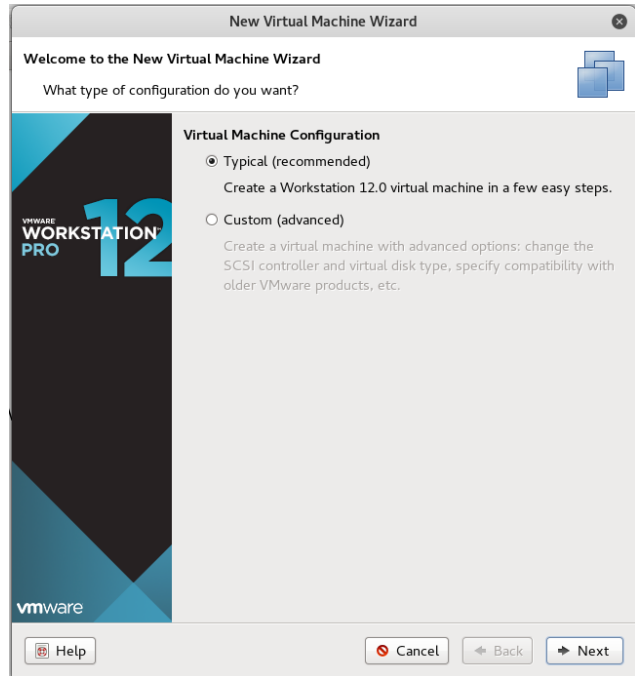 New Virtual Machine Wizard
Welcome to the New Virtual Machine Wizard
What type of configuration do you want?
Virtual Machine Configuration
Typical (recommended)
Create a Workstation 12.0 virtual machine in a few easy steps.
Custom (advanced)
Create a virtual machine with advanced options: change the
SCSI controller and virtual disk type, specify compatibility with
older VMware products, etc.
VMWARE
WORKSTATION™
PRO
12
vmware
Help
Cancel
Back
Next